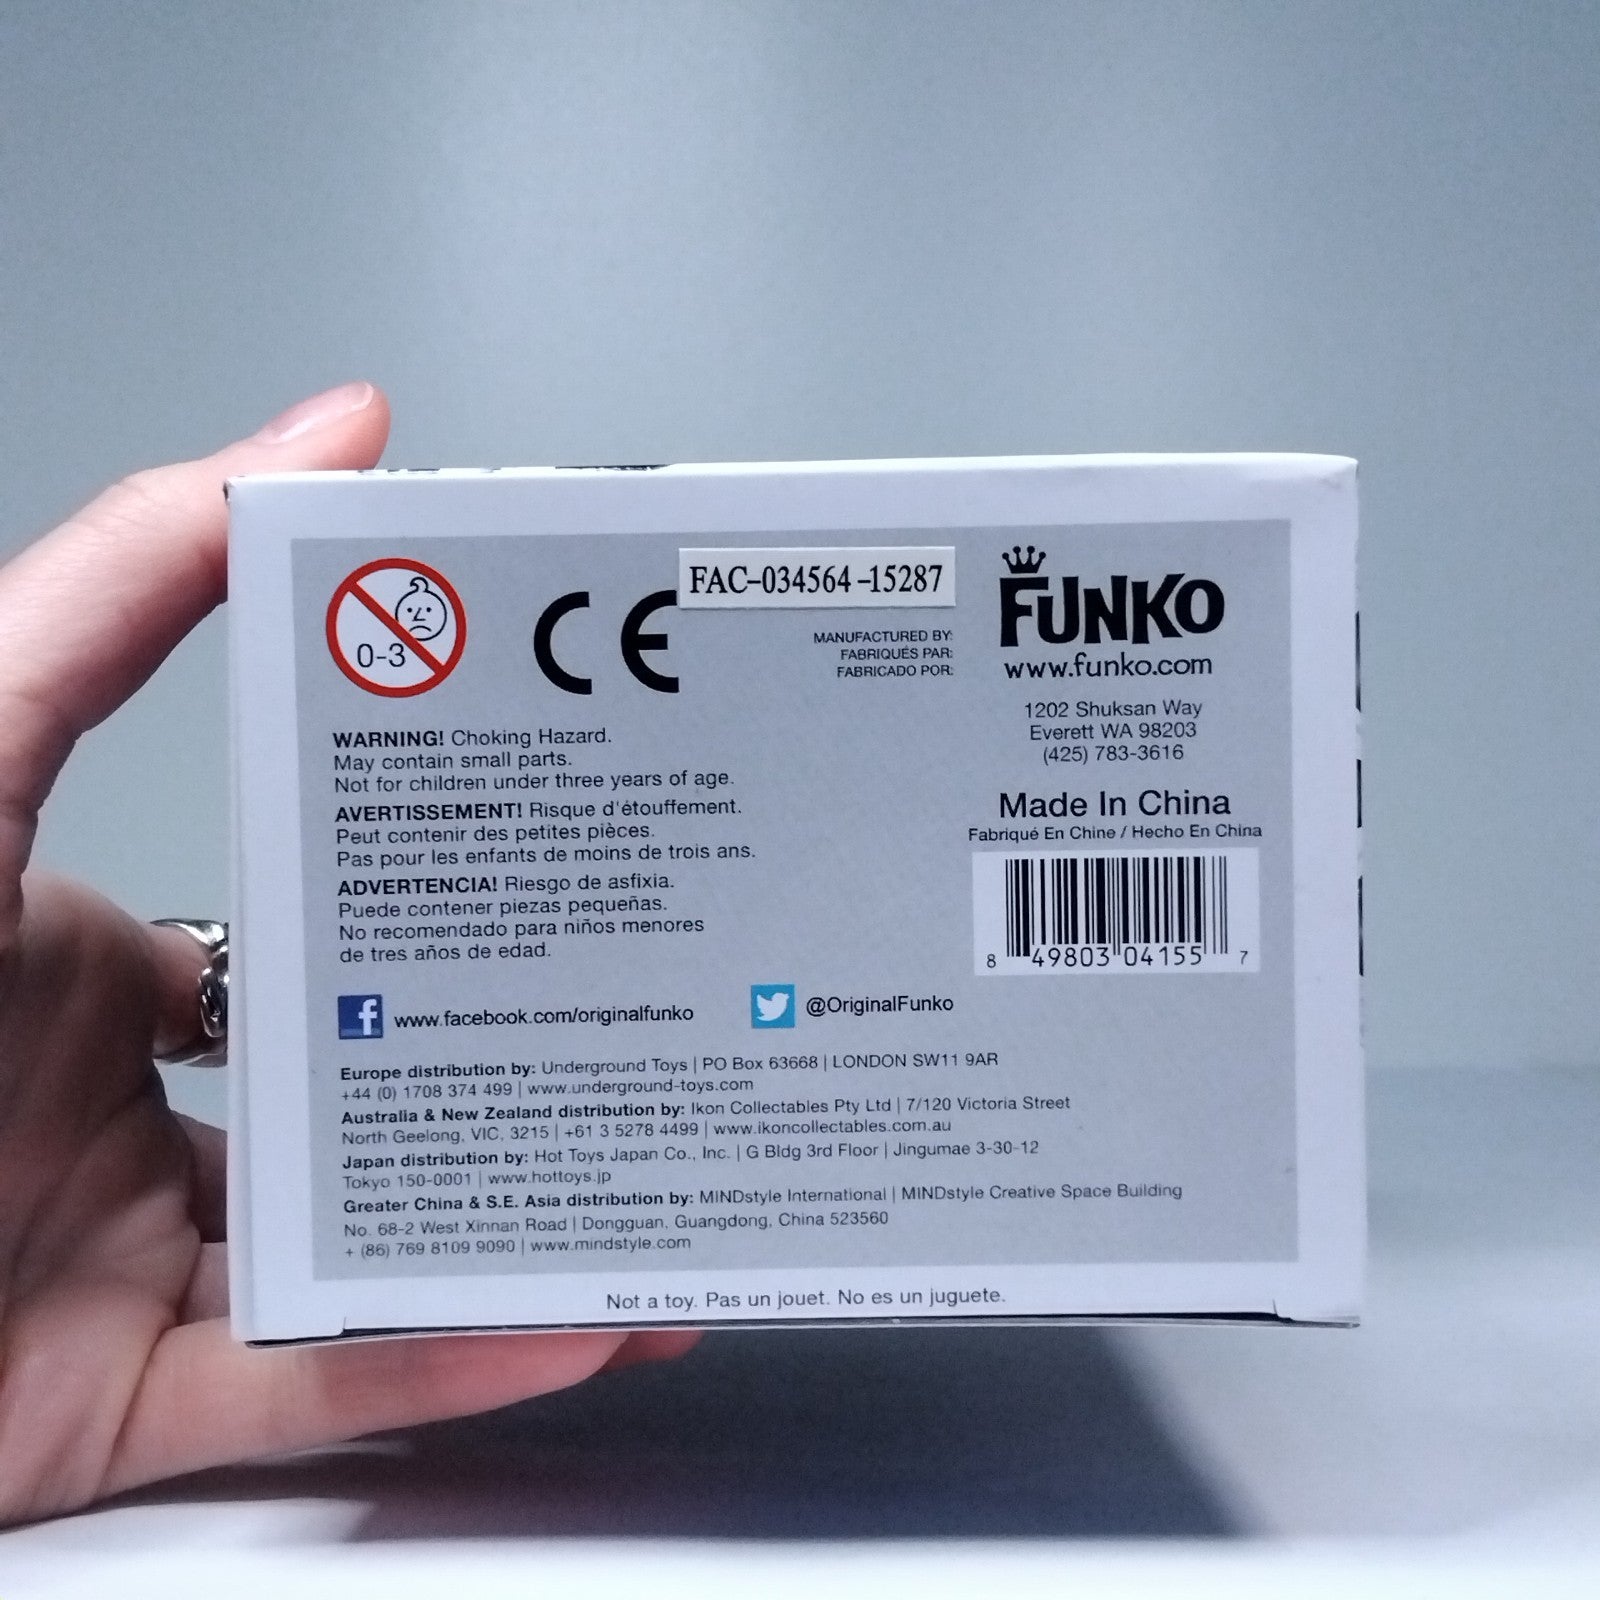 0-3
CE
FAC-034564-15287
MANUFACTURED BY:
FABRIQUÉS PAR:
FABRICADO POR:
FUNKO
www.funko.com
1202 Shuksan Way
Everett WA 98203
(425) 783-3616
Made In China
Fabriqué En Chine / Hecho En China
8 49803 04155 7
WARNING! Choking Hazard.
May contain small parts.
Not for children under three years of age.
AVERTISSEMENT! Risque d'étouffement.
Peut contenir des petites pièces.
Pas pour les enfants de moins de trois ans.
ADVERTENCIA! Riesgo de asfixia.
Puede contener piezas pequeñas.
No recomendado para niños menores
de tres años de edad.
f www.facebook.com/originalfunko
@OriginalFunko
Europe distribution by: Underground Toys | PO Box 63668 | LONDON SW11 9AR
+44 (0) 1708 374 499 | www.underground-toys.com
Australia & New Zealand distribution by: Ikon Collectables Pty Ltd | 7/120 Victoria Street
North Geelong, VIC, 3215 | +61 3 5278 4499 | www.ikoncollectables.com.au
Japan distribution by: Hot Toys Japan Co., Inc. | G Bldg 3rd Floor | Jingumae 3-30-12
Tokyo 150-0001 | www.hottoys.jp
Greater China & S.E. Asia distribution by: MINDstyle International | MINDstyle Creative Space Building
No. 68-2 West Xinnan Road | Dongguan, Guangdong, China 523560
+ (86) 769 8109 9090 | www.mindstyle.com
Not a toy. Pas un jouet. No es un juguete.